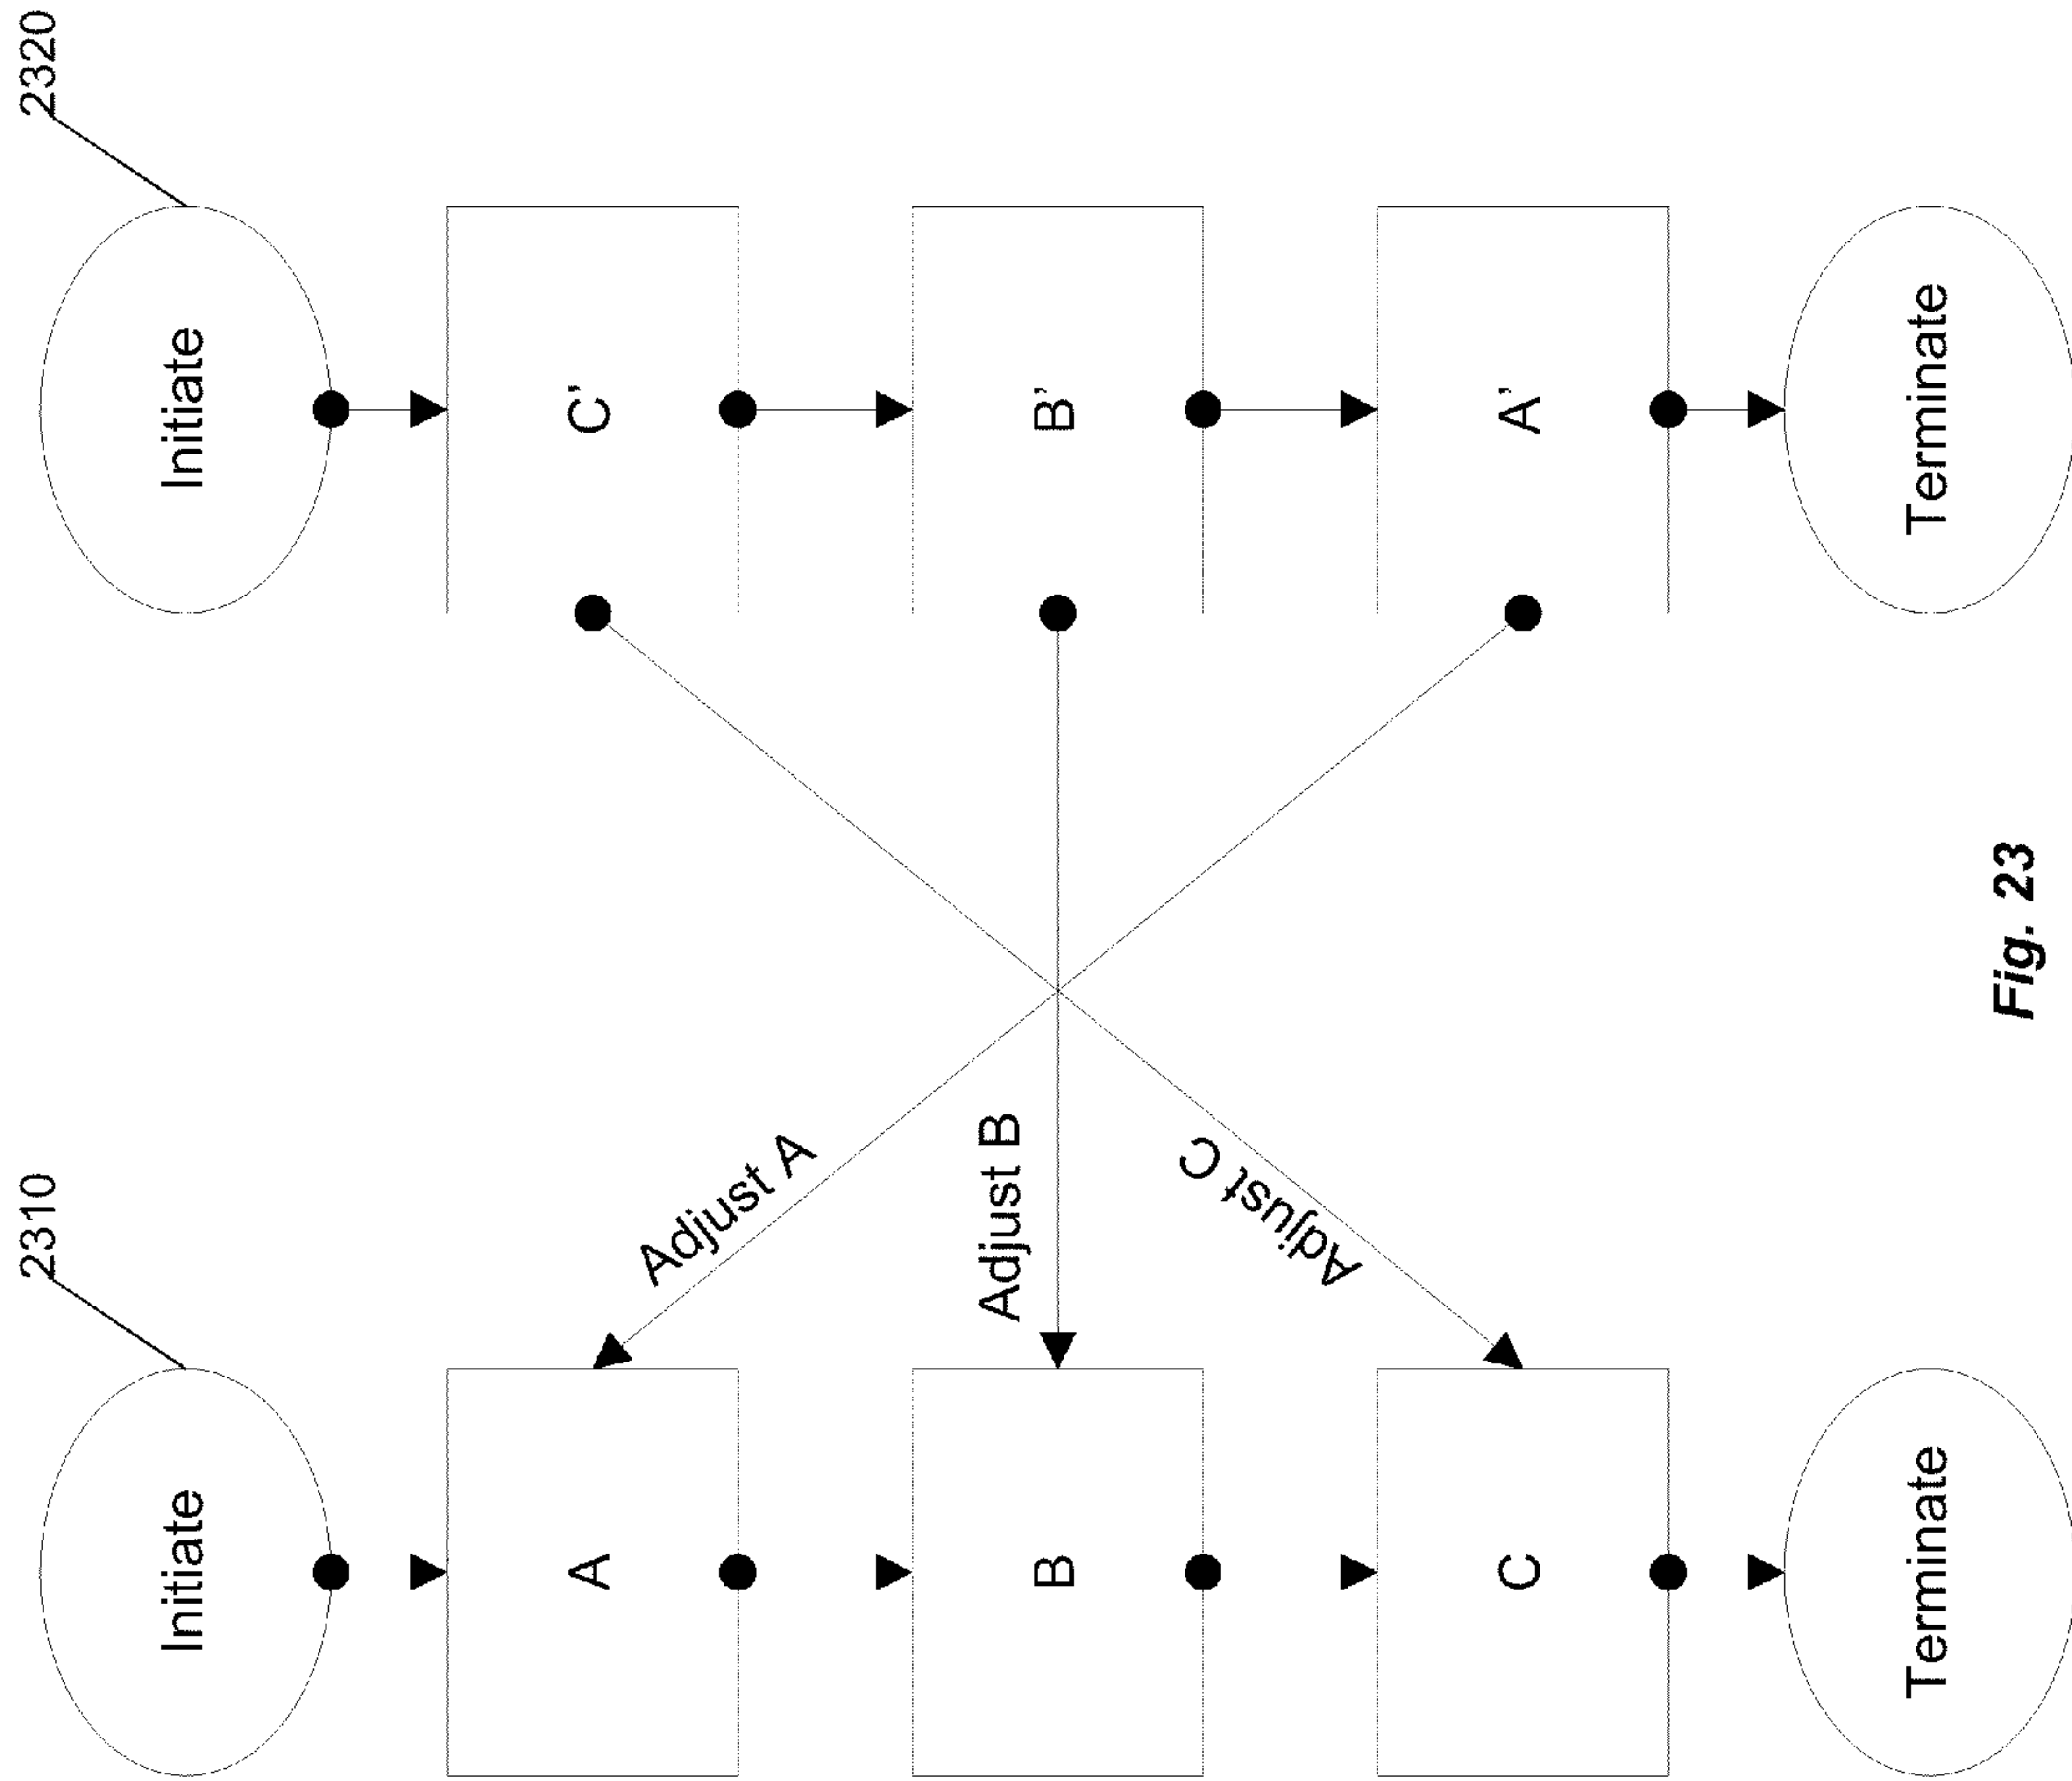 2310
2320
Initiate
Initiate
A
C’
Adjust A
Adjust B
B
B’
Adjust C
C
A’
Terminate
Terminate
Fig. 23